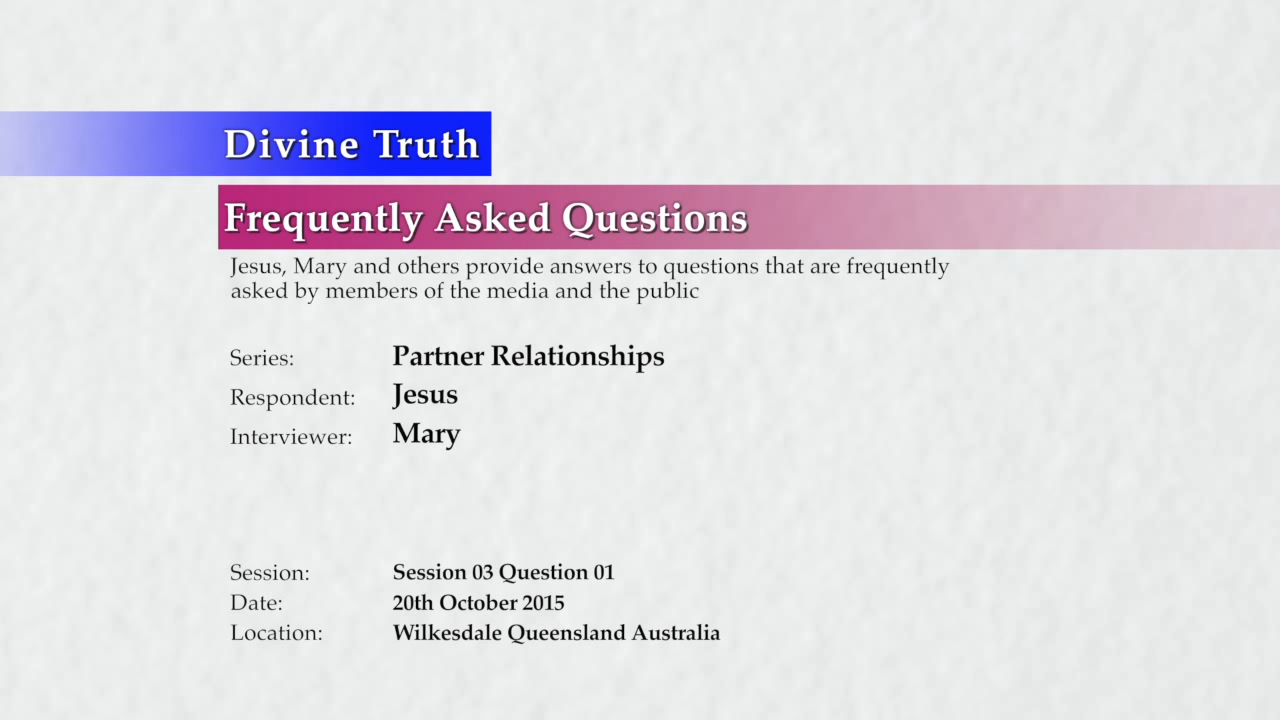 Divine Truth
Frequently Asked Questions
Jesus, Mary and others provide answers to questions that are frequently
asked by members of the media and the public
Series: Partner Relationships
Respondent: Jesus
Interviewer: Mary
Session: Session 03 Question 01
Date: 20th October 2015
Location: Wilkesdale Queensland Australia